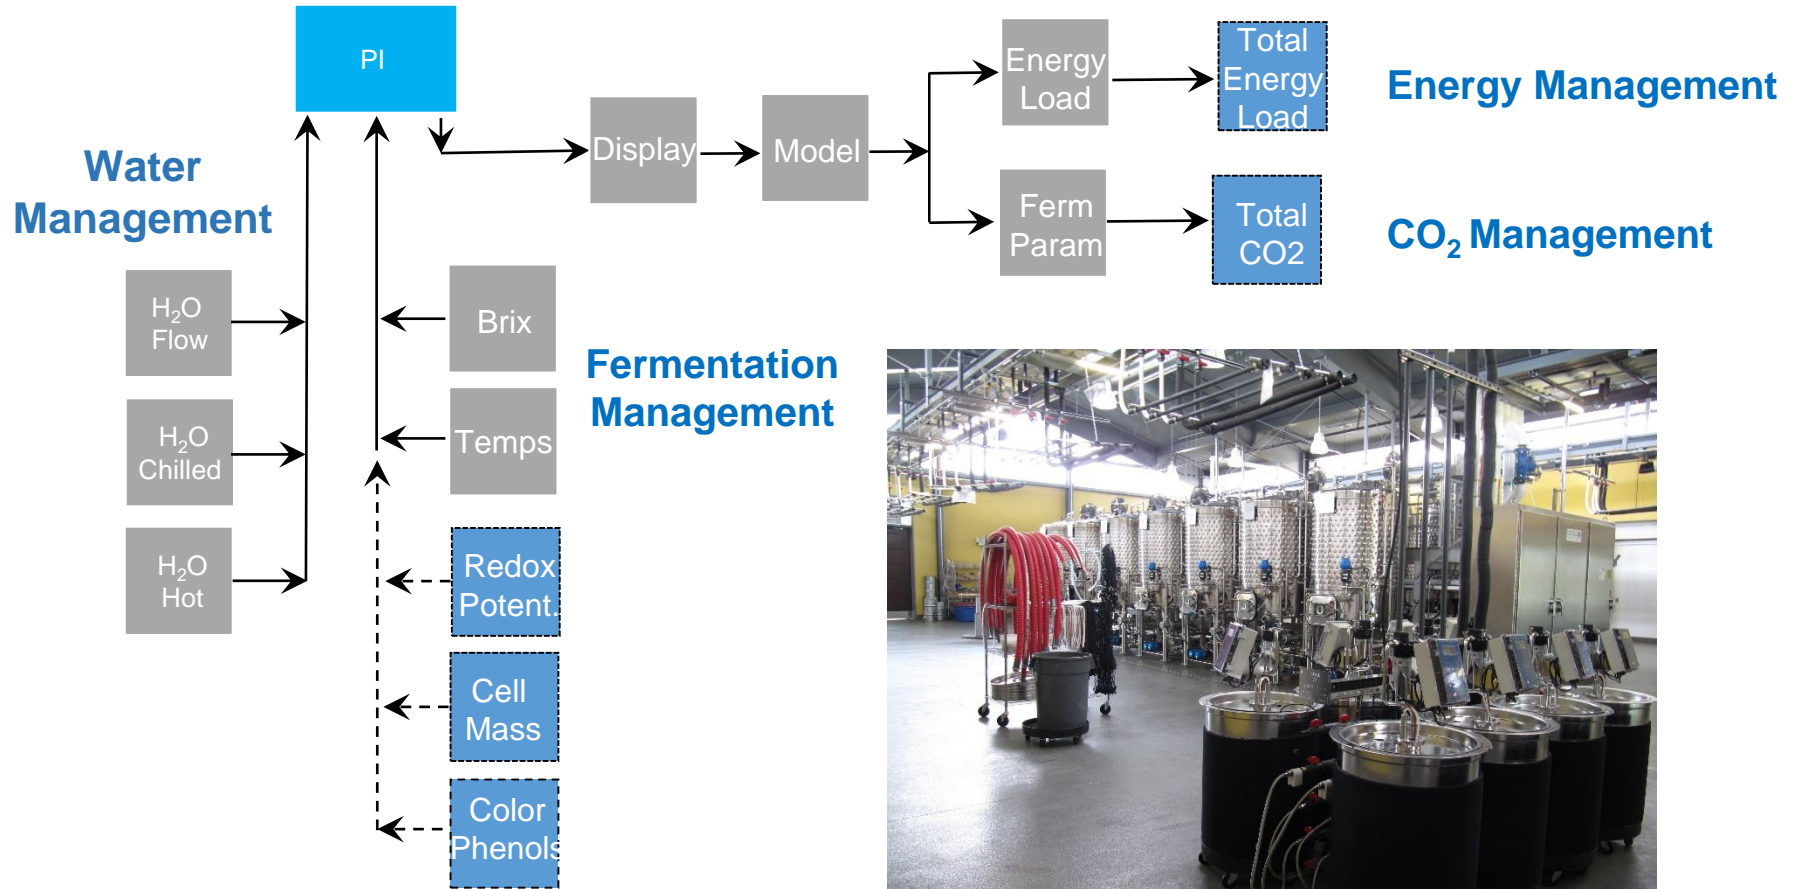 PI
Energy
Load
Total
Energy
Load
Energy Management
Display
Model
Water
Management
Ferm
Param
Total
CO2
CO₂ Management
H₂O
Flow
Brix
Fermentation
Management
H₂O
Chilled
Temps
H₂O
Hot
Redox
Potent.
Cell
Mass
Color
Phenols